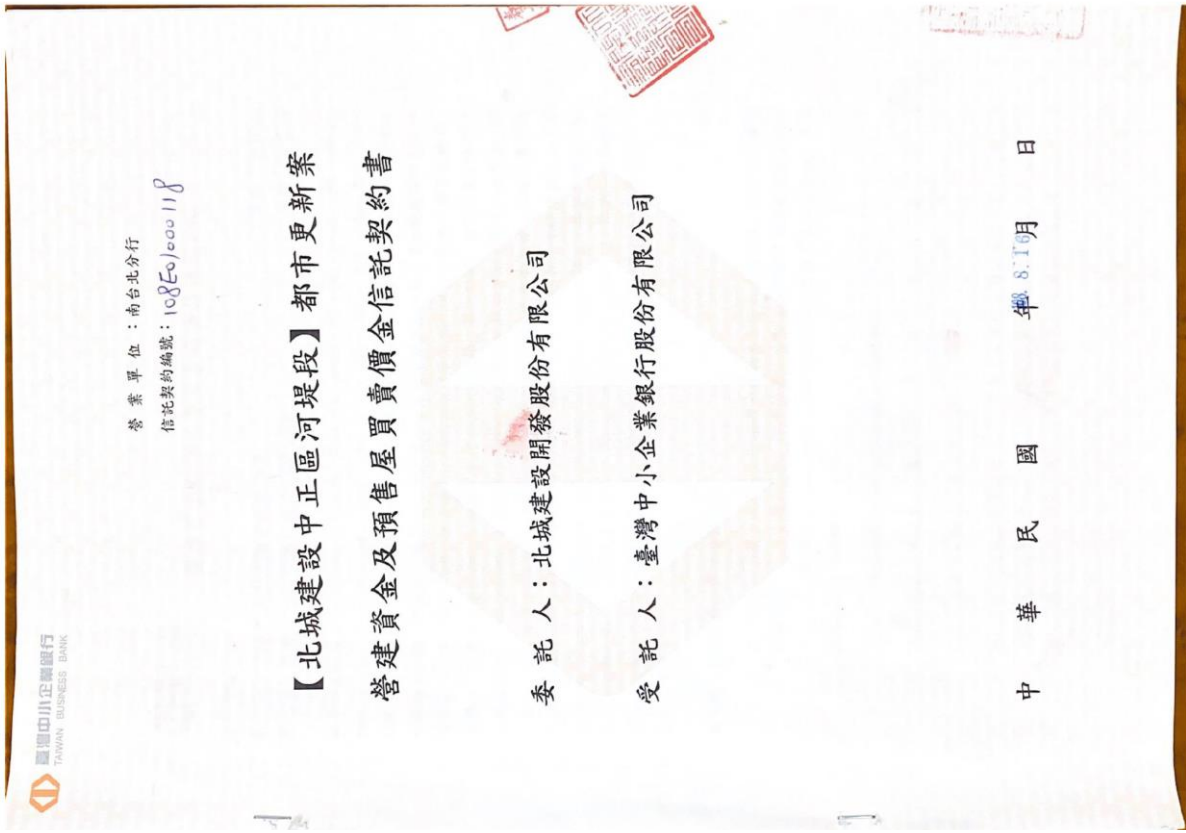 臺灣中小企業銀行
TAIWAN BUSINESS BANK
營業單位：南台北分行
信託契約編號：108E01000118
【北城建設中正區河堤段】都市更新案
營建資金及預售屋買賣價金信託契約書
委託人：北城建設開發股份有限公司
受託人：臺灣中小企業銀行股份有限公司
中華民國 年 月 日
108. 8. 16